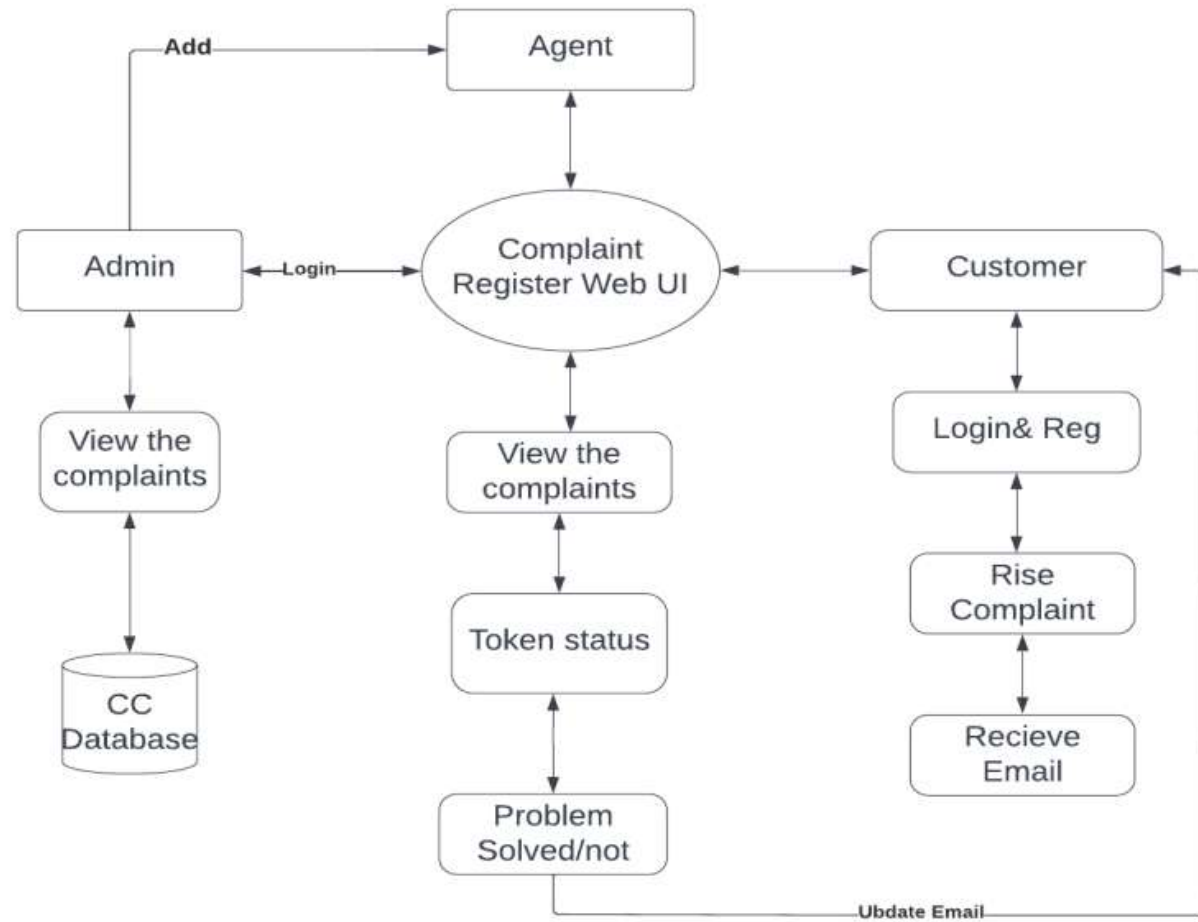 Add
Agent
Admin
Login
Complaint
Register Web UI
Customer
View the
complaints
View the
complaints
Login& Reg
Token status
Rise
Complaint
CC
Database
Recieve
Email
Problem
Solved/not
Ubdate Email